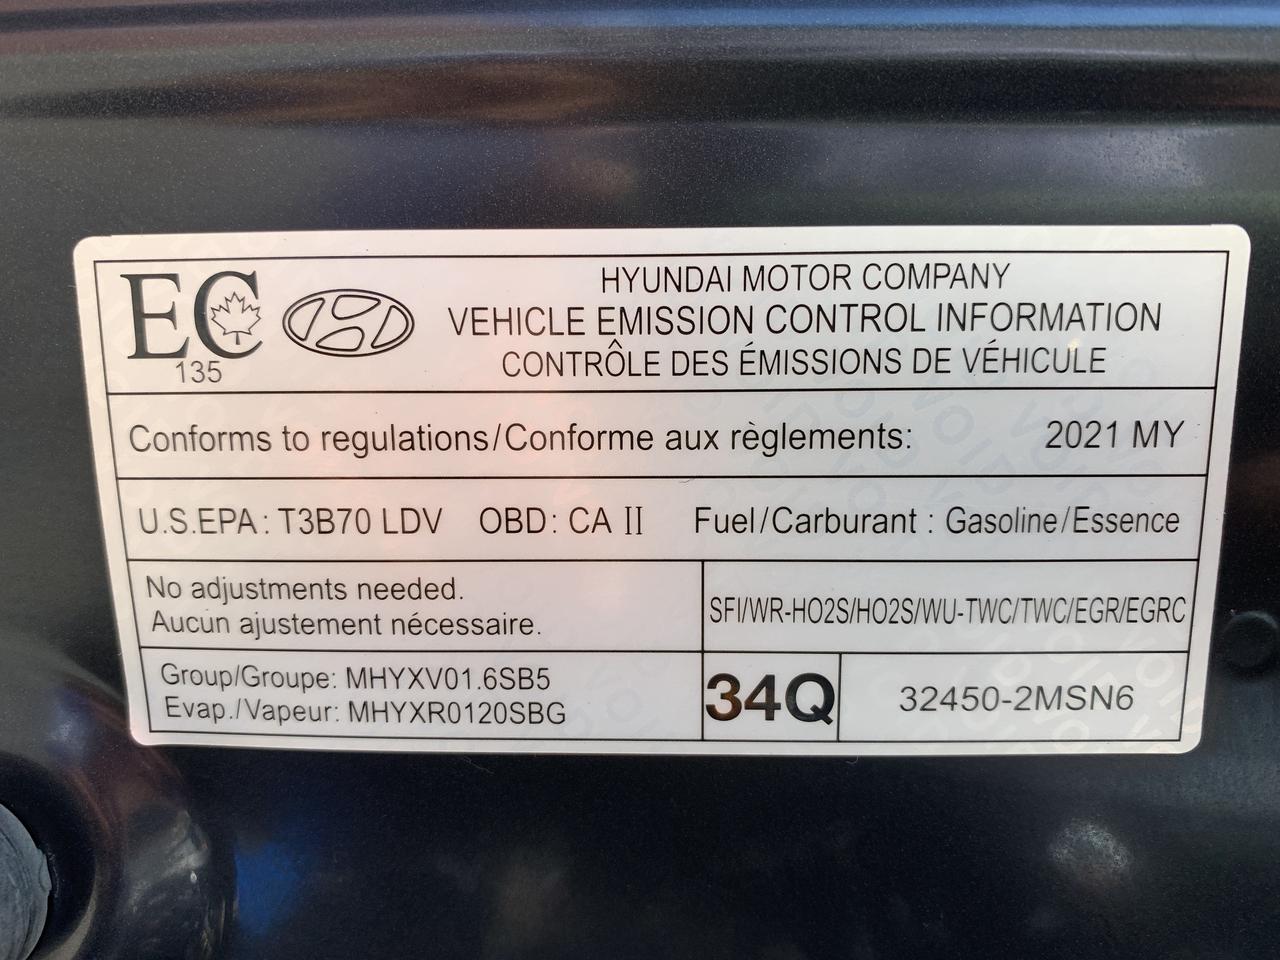 EC
135
HYUNDAI MOTOR COMPANY
VEHICLE EMISSION CONTROL INFORMATION
CONTRÔLE DES ÉMISSIONS DE VÉHICULE
Conforms to regulations/Conforme aux règlements: 2021 MY
U.S.EPA: T3B70 LDV OBD: CA II Fuel/Carburant : Gasoline/Essence
No adjustments needed.
Aucun ajustement nécessaire.
SFI/WR-HO2S/HO2S/WU-TWC/TWC/EGR/EGRC
Group/Groupe: MHYXV01.6SB5
Evap./Vapeur: MHYXR0120SBG
34Q
32450-2MSN6